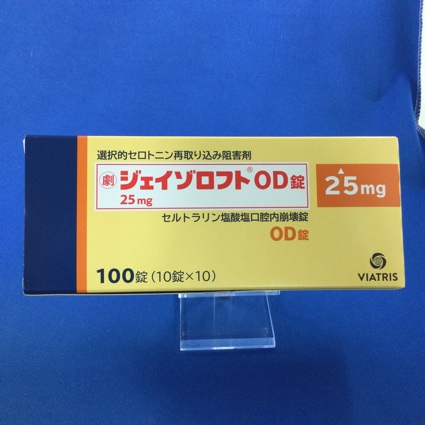 選択的セロトニン再取り込み阻害剤
劇 ジェイゾロフト®OD錠
25mg
25mg
セルトラリン塩酸塩口腔内崩壊錠
OD錠
100錠(10錠×10)
VIATRIS